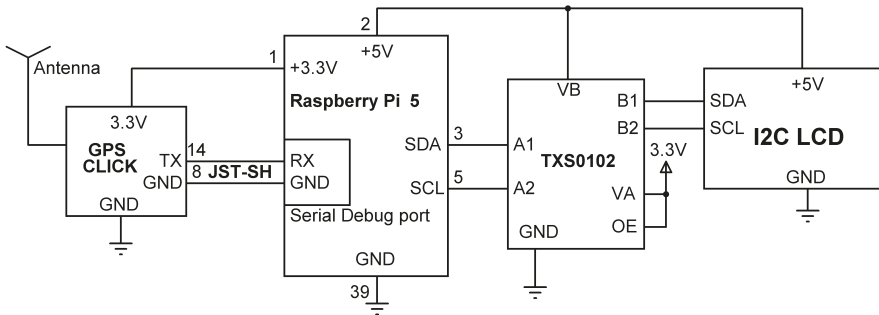 2
+5V
Antenna
1
+3.3V
+5V
VB
3.3V
Raspberry Pi 5
B1
SDA
B2
SCL
I2C LCD
GPS
CLICK
TX
14
RX
SDA
3
A1
TXS0102
3.3V
GND
8
JST-SH
GND
SCL
5
A2
VA
GND
GND
Serial Debug port
GND
OE
GND
39